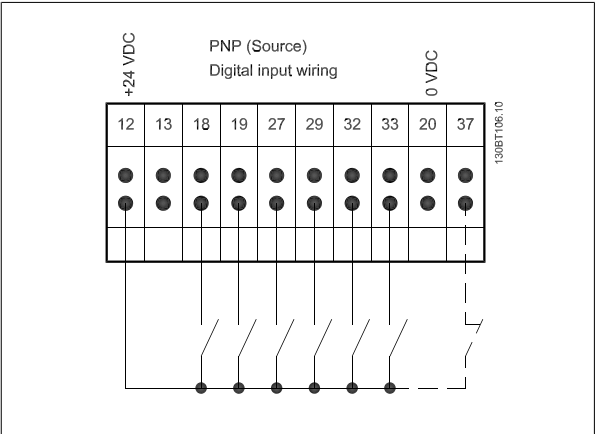 +24 VDC
PNP (Source)
Digital input wiring
0 VDC
12 13 18 19 27 29 32 33 20 37
130BT106.10